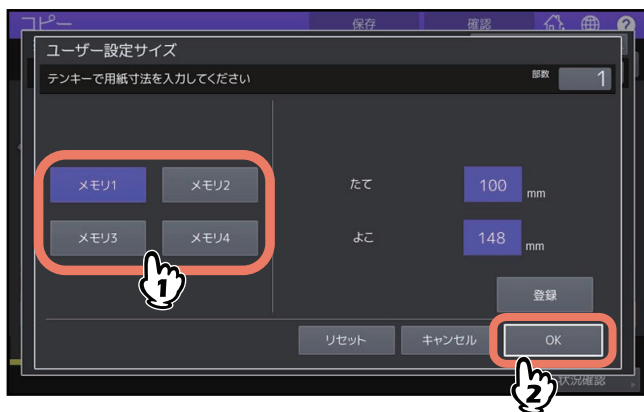 コピー 保存 確認
ユーザー設定サイズ
テンキーで用紙寸法を入力してください 部数 1
メモリ1 メモリ2 たて 100 mm
メモリ3 メモリ4 よこ 148 mm
1
登録
リセット キャンセル OK
2
状況確認